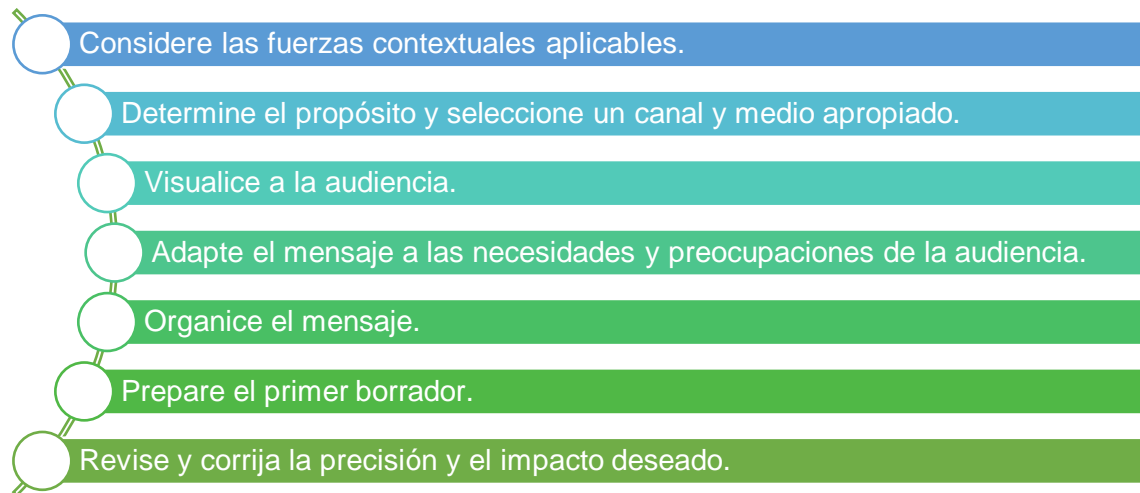 Considere las fuerzas contextuales aplicables.
Determine el propósito y seleccione un canal y medio apropiado.
Visualice a la audiencia.
Adapte el mensaje a las necesidades y preocupaciones de la audiencia.
Organice el mensaje.
Prepare el primer borrador.
Revise y corrija la precisión y el impacto deseado.